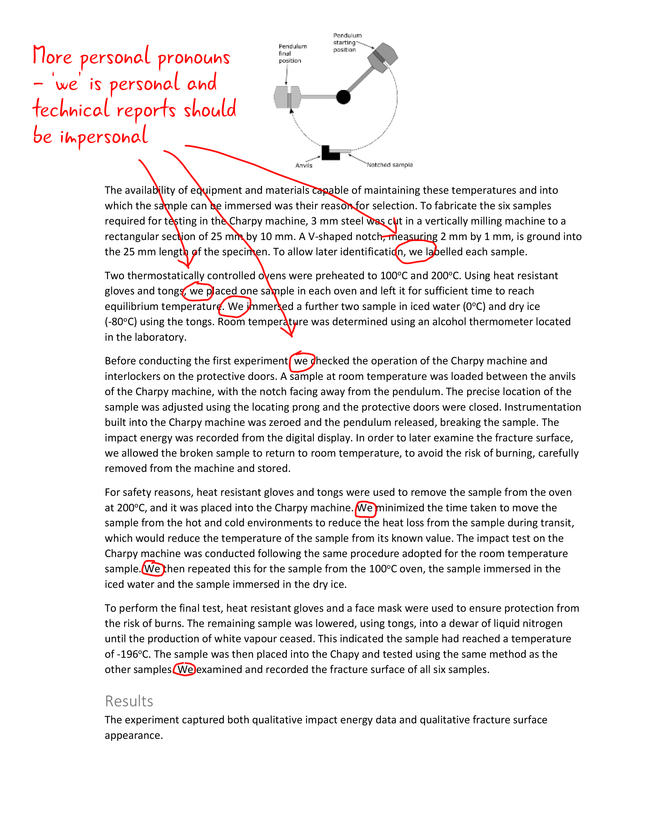 More personal pronouns
– 'we' is personal and
technical reports should
be impersonal
Pendulum
starting
position
Pendulum
final
position
Anvils
Notched sample
The availability of equipment and materials capable of maintaining these temperatures and into
which the sample can be immersed was their reason for selection. To fabricate the six samples
required for testing in the Charpy machine, 3 mm steel was cut in a vertically milling machine to a
rectangular section of 25 mm by 10 mm. A V-shaped notch, measuring 2 mm by 1 mm, is ground into
the 25 mm length of the specimen. To allow later identification, we labelled each sample.
Two thermostatically controlled ovens were preheated to 100°C and 200°C. Using heat resistant
gloves and tongs, we placed one sample in each oven and left it for sufficient time to reach
equilibrium temperature. We immersed a further two sample in iced water (0°C) and dry ice
(-80°C) using the tongs. Room temperature was determined using an alcohol thermometer located
in the laboratory.
Before conducting the first experiment, we checked the operation of the Charpy machine and
interlockers on the protective doors. A sample at room temperature was loaded between the anvils
of the Charpy machine, with the notch facing away from the pendulum. The precise location of the
sample was adjusted using the locating prong and the protective doors were closed. Instrumentation
built into the Charpy machine was zeroed and the pendulum released, breaking the sample. The
impact energy was recorded from the digital display. In order to later examine the fracture surface,
we allowed the broken sample to return to room temperature, to avoid the risk of burning, carefully
removed from the machine and stored.
For safety reasons, heat resistant gloves and tongs were used to remove the sample from the oven
at 200°C, and it was placed into the Charpy machine. We minimized the time taken to move the
sample from the hot and cold environments to reduce the heat loss from the sample during transit,
which would reduce the temperature of the sample from its known value. The impact test on the
Charpy machine was conducted following the same procedure adopted for the room temperature
sample. We then repeated this for the sample from the 100°C oven, the sample immersed in the
iced water and the sample immersed in the dry ice.
To perform the final test, heat resistant gloves and a face mask were used to ensure protection from
the risk of burns. The remaining sample was lowered, using tongs, into a dewar of liquid nitrogen
until the production of white vapour ceased. This indicated the sample had reached a temperature
of -196°C. The sample was then placed into the Chapy and tested using the same method as the
other samples. We examined and recorded the fracture surface of all six samples.
Results
The experiment captured both qualitative impact energy data and qualitative fracture surface
appearance.